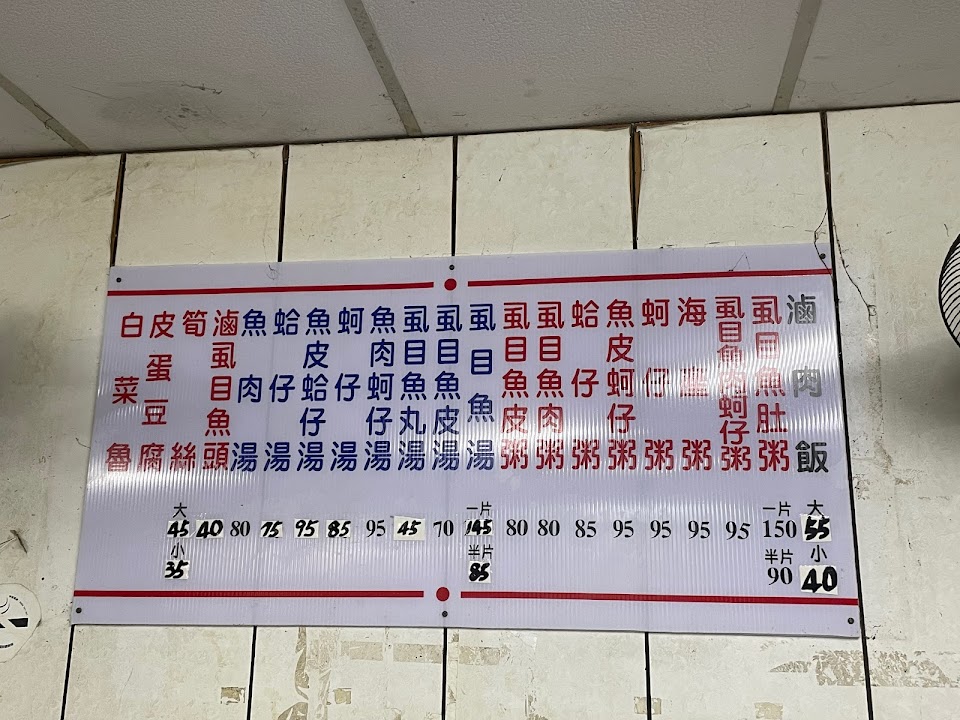 滷肉飯
大
55
小
40
虱目魚肚粥
一片
150
半片
90
虱目魚肉蚵仔粥
95
海粥
95
蚵仔粥
95
魚皮蚵仔粥
95
蛤仔粥
85
虱目魚肉粥
80
虱目魚皮粥
80
虱目魚湯
一片
145
半片
85
虱目魚皮湯
70
虱目魚丸湯
45
魚肉蚵仔湯
95
蚵仔湯
85
魚皮蛤仔湯
95
蛤仔湯
75
魚肉湯
80
滷虱目魚頭
40
筍絲
大
45
小
35
皮蛋豆腐
白菜魯